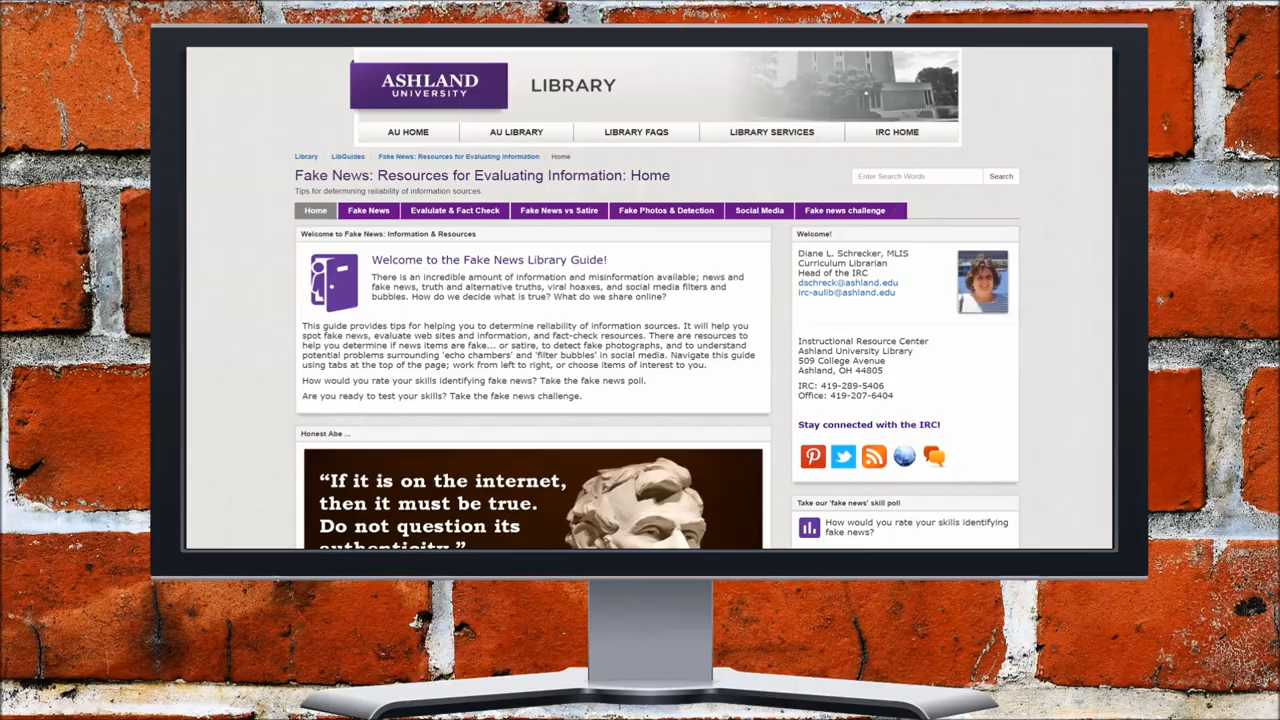 ASHLAND
UNIVERSITY
LIBRARY
AU HOME
AU LIBRARY
LIBRARY FAQS
LIBRARY SERVICES
IRC HOME
Library
LibGuides
Fake News: Resources for Evaluating Information
Home
Fake News: Resources for Evaluating Information: Home
Tips for determining reliability of information sources
Enter Search Words
Search
Home
Fake News
Evalulate & Fact Check
Fake News vs Satire
Fake Photos & Detection
Social Media
Fake news challenge
Welcome to Fake News: Information & Resources
Welcome to the Fake News Library Guide!
There is an incredible amount of information and misinformation available; news and
fake news, truth and alternative truths, viral hoaxes, and social media filters and
bubbles. How do we decide what is true? What do we share online?
This guide provides tips for helping you to determine reliability of information sources. It will help you
spot fake news, evaluate web sites and information, and fact-check resources. There are resources to
help you determine if news items are fake... or satire, to detect fake photographs, and to understand
potential problems surrounding 'echo chambers' and 'filter bubbles' in social media. Navigate this guide
using tabs at the top of the page; work from left to right, or choose items of interest to you.
How would you rate your skills identifying fake news? Take the fake news poll.
Are you ready to test your skills? Take the fake news challenge.
Honest Abe ...
“If it is on the internet,
then it must be true.
Do not question its
authenticity.”
Welcome!
Diane L. Schrecker, MLIS
Curriculum Librarian
Head of the IRC
dschreck@ashland.edu
irc-aulib@ashland.edu
Instructional Resource Center
Ashland University Library
509 College Avenue
Ashland, OH 44805
IRC: 419-289-5406
Office: 419-207-6404
Stay connected with the IRC!
Take our 'fake news' skill poll
How would you rate your skills identifying
fake news?